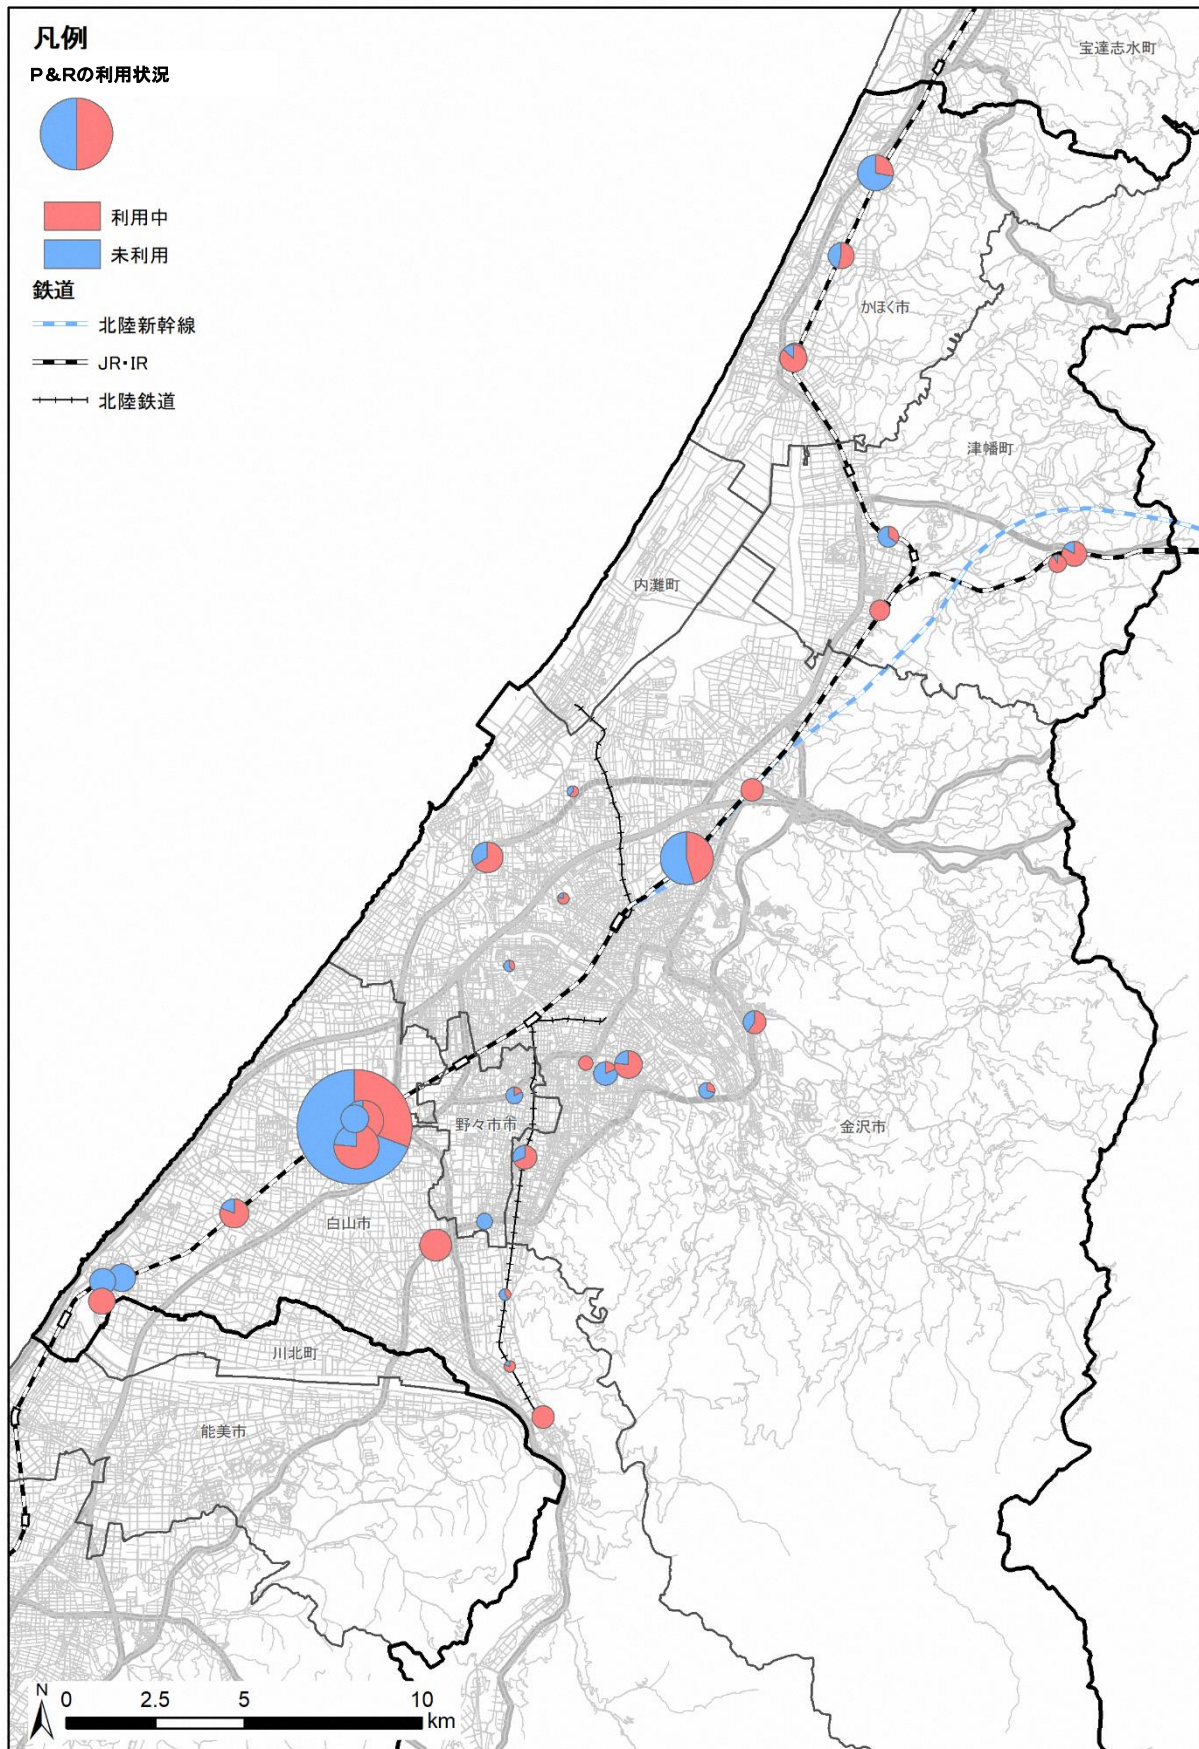 凡例
P&Rの利用状況
利用中
未利用
鉄道
北陸新幹線
JR・IR
北陸鉄道
宝達志水町
かほく市
津幡町
内灘町
金沢市
野々市市
白山市
川北町
能美市
N
0 2.5 5 10
km